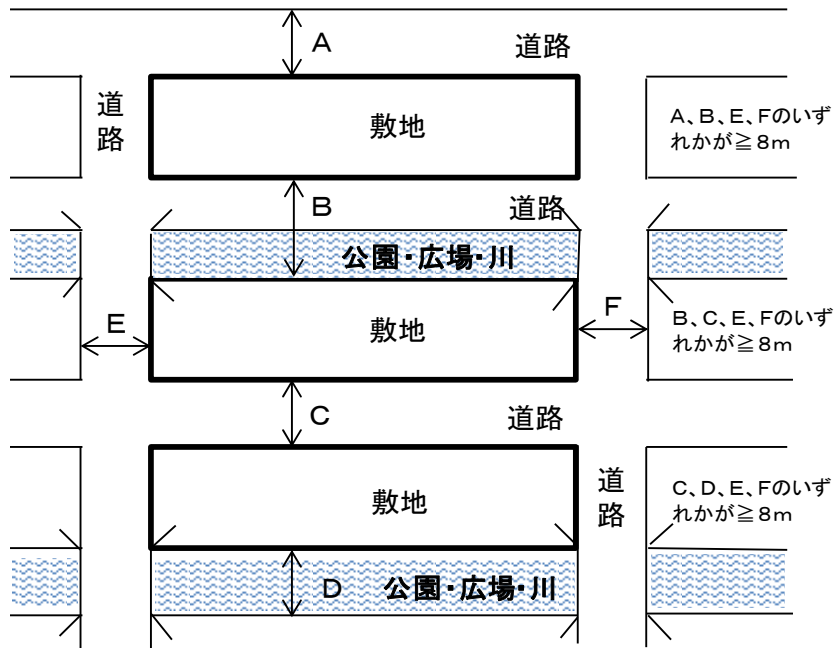 A
道路
道路
敷地
A、B、E、Fのいず
れかが≧8m
B
道路
公園・広場・川
E
敷地
F
B、C、E、Fのいず
れかが≧8m
C
道路
敷地
道路
C、D、E、Fのいず
れかが≧8m
D
公園・広場・川